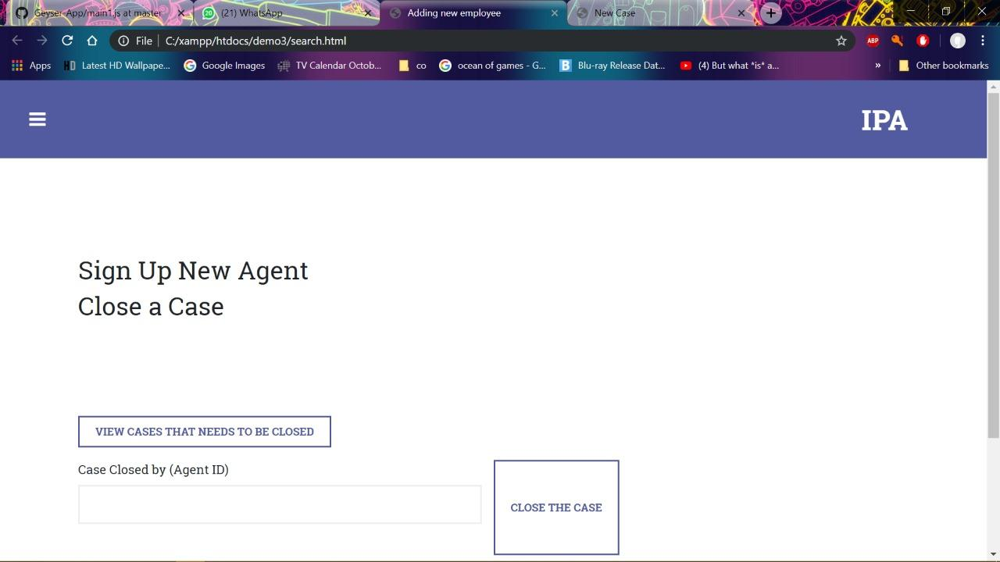 Geyser-App/main1.js at master
20
(21) WhatsApp
Adding new employee
New Case
File
C:/xampp/htdocs/demo3/search.html
ABP
Apps
HD
Latest HD Wallpape...
Google Images
TV Calendar Octob...
co
ocean of games - G...
B
Blu-ray Release Dat...
(4) But what *is* a...
»
Other bookmarks
IPA
Sign Up New Agent
Close a Case
VIEW CASES THAT NEEDS TO BE CLOSED
Case Closed by (Agent ID)
CLOSE THE CASE